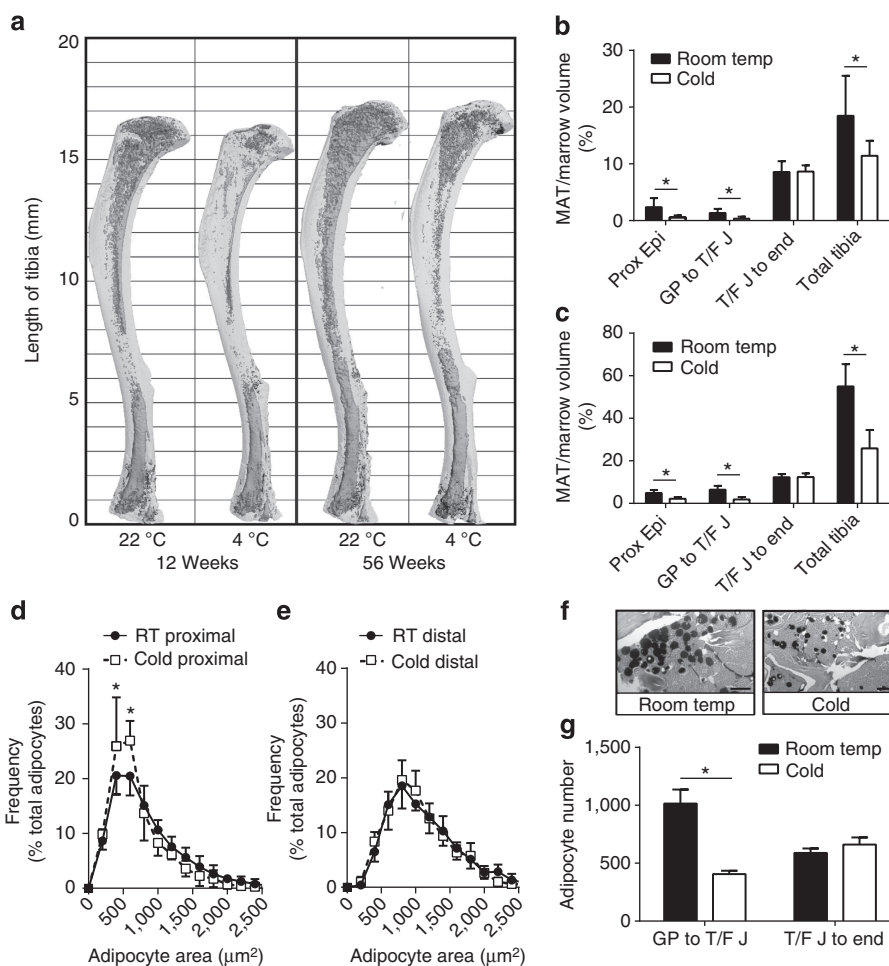 a
20
15
10
5
0
Length of tibia (mm)
22 °C
4 °C
22 °C
4 °C
12 Weeks
56 Weeks
b
Room temp
Cold
30
20
10
0
MAT/marrow volume
(%)
*
*
*
Prox Epi
GP to T/F J
T/F J to end
Total tibia
c
Room temp
Cold
80
60
40
20
0
MAT/marrow volume
(%)
*
*
*
Prox Epi
GP to T/F J
T/F J to end
Total tibia
d
RT proximal
Cold proximal
40
30
20
10
0
Frequency
(% total adipocytes)
*
*
0
500
1,000
1,500
2,000
2,500
Adipocyte area (μm²)
e
RT distal
Cold distal
40
30
20
10
0
Frequency
(% total adipocytes)
0
500
1,000
1,500
2,000
2,500
Adipocyte area (μm²)
f
Room temp
Cold
g
Room temp
Cold
1,500
1,000
500
0
Adipocyte number
*
GP to T/F J
T/F J to end